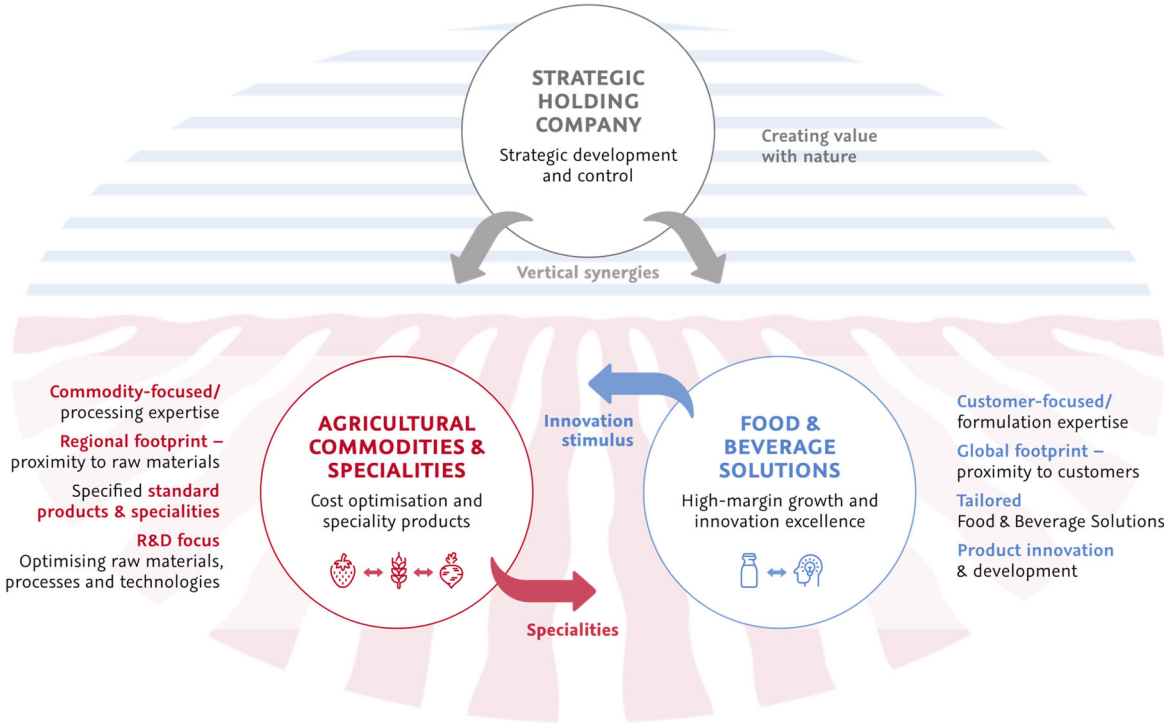 STRATEGIC
HOLDING
COMPANY
Strategic development
and control
Creating value
with nature
Vertical synergies
Commodity-focused/
processing expertise
Regional footprint –
proximity to raw materials
Specified standard
products & specialities
R&D focus
Optimising raw materials,
processes and technologies
AGRICULTURAL
COMMODITIES &
SPECIALITIES
Cost optimisation and
speciality products
Innovation
stimulus
Specialities
FOOD &
BEVERAGE
SOLUTIONS
High-margin growth and
innovation excellence
Customer-focused/
formulation expertise
Global footprint –
proximity to customers
Tailored
Food & Beverage Solutions
Product innovation
& development